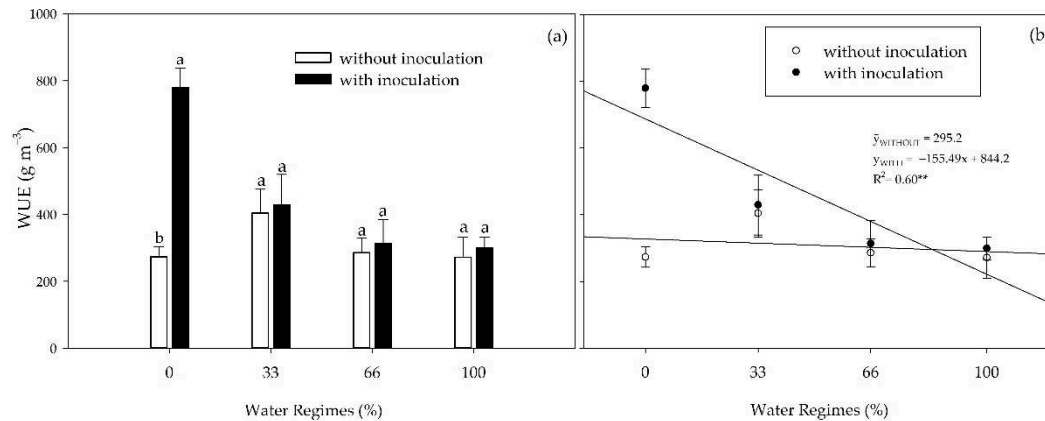 1000
800
600
400
200
0
WUE (g m⁻³)
(a)
without inoculation
with inoculation
a
b
a
a
a
a
a
a
0
33
66
100
Water Regimes (%)
(b)
without inoculation
with inoculation
ȳWITHOUT = 295.2
yWITH = −155.49x + 844.2
R²= 0.60**
0
33
66
100
Water Regimes (%)